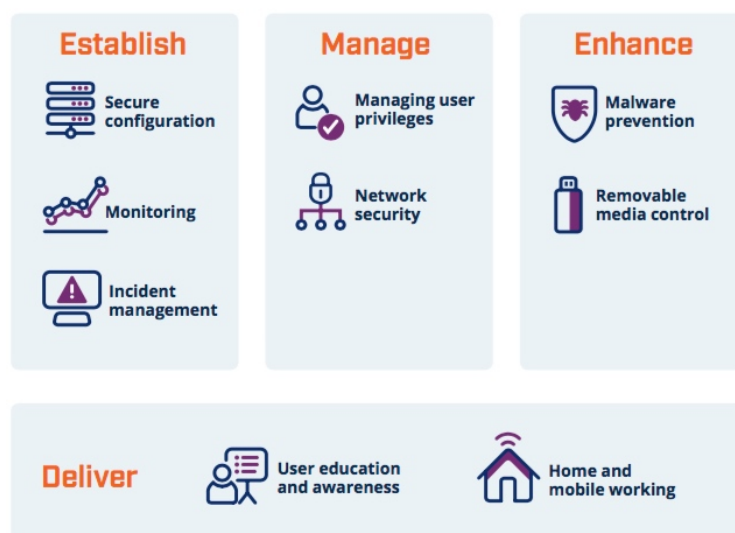 Establish
Secure
configuration
Monitoring
Incident
management
Manage
Managing user
privileges
Network
security
Enhance
Malware
prevention
Removable
media control
Deliver
User education
and awareness
Home and
mobile working